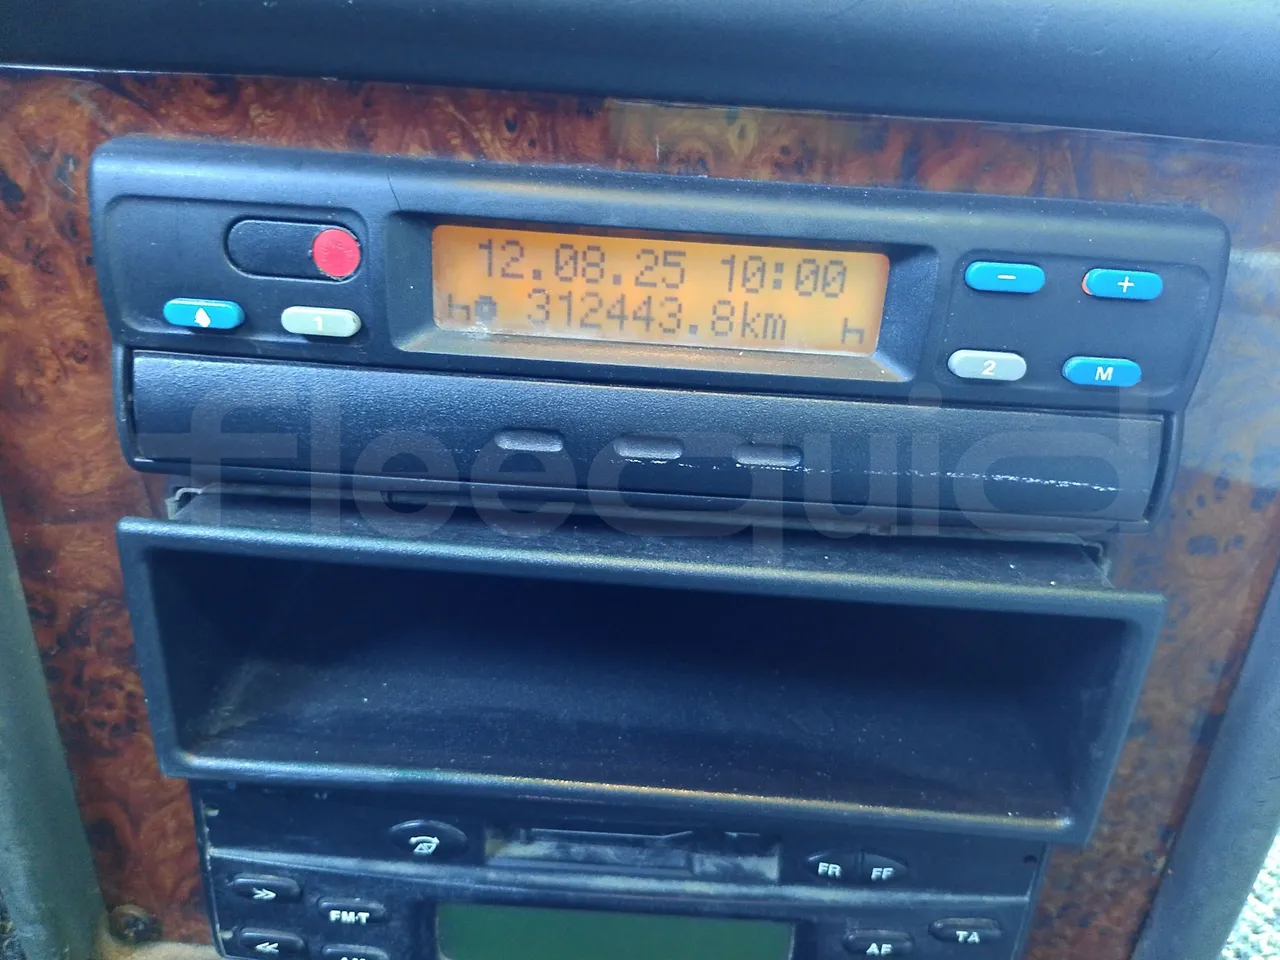 12.08.25 10:00
312443.8km
1
-
+
2
M
fleequid
FR
FF
FM·T
AF
TA